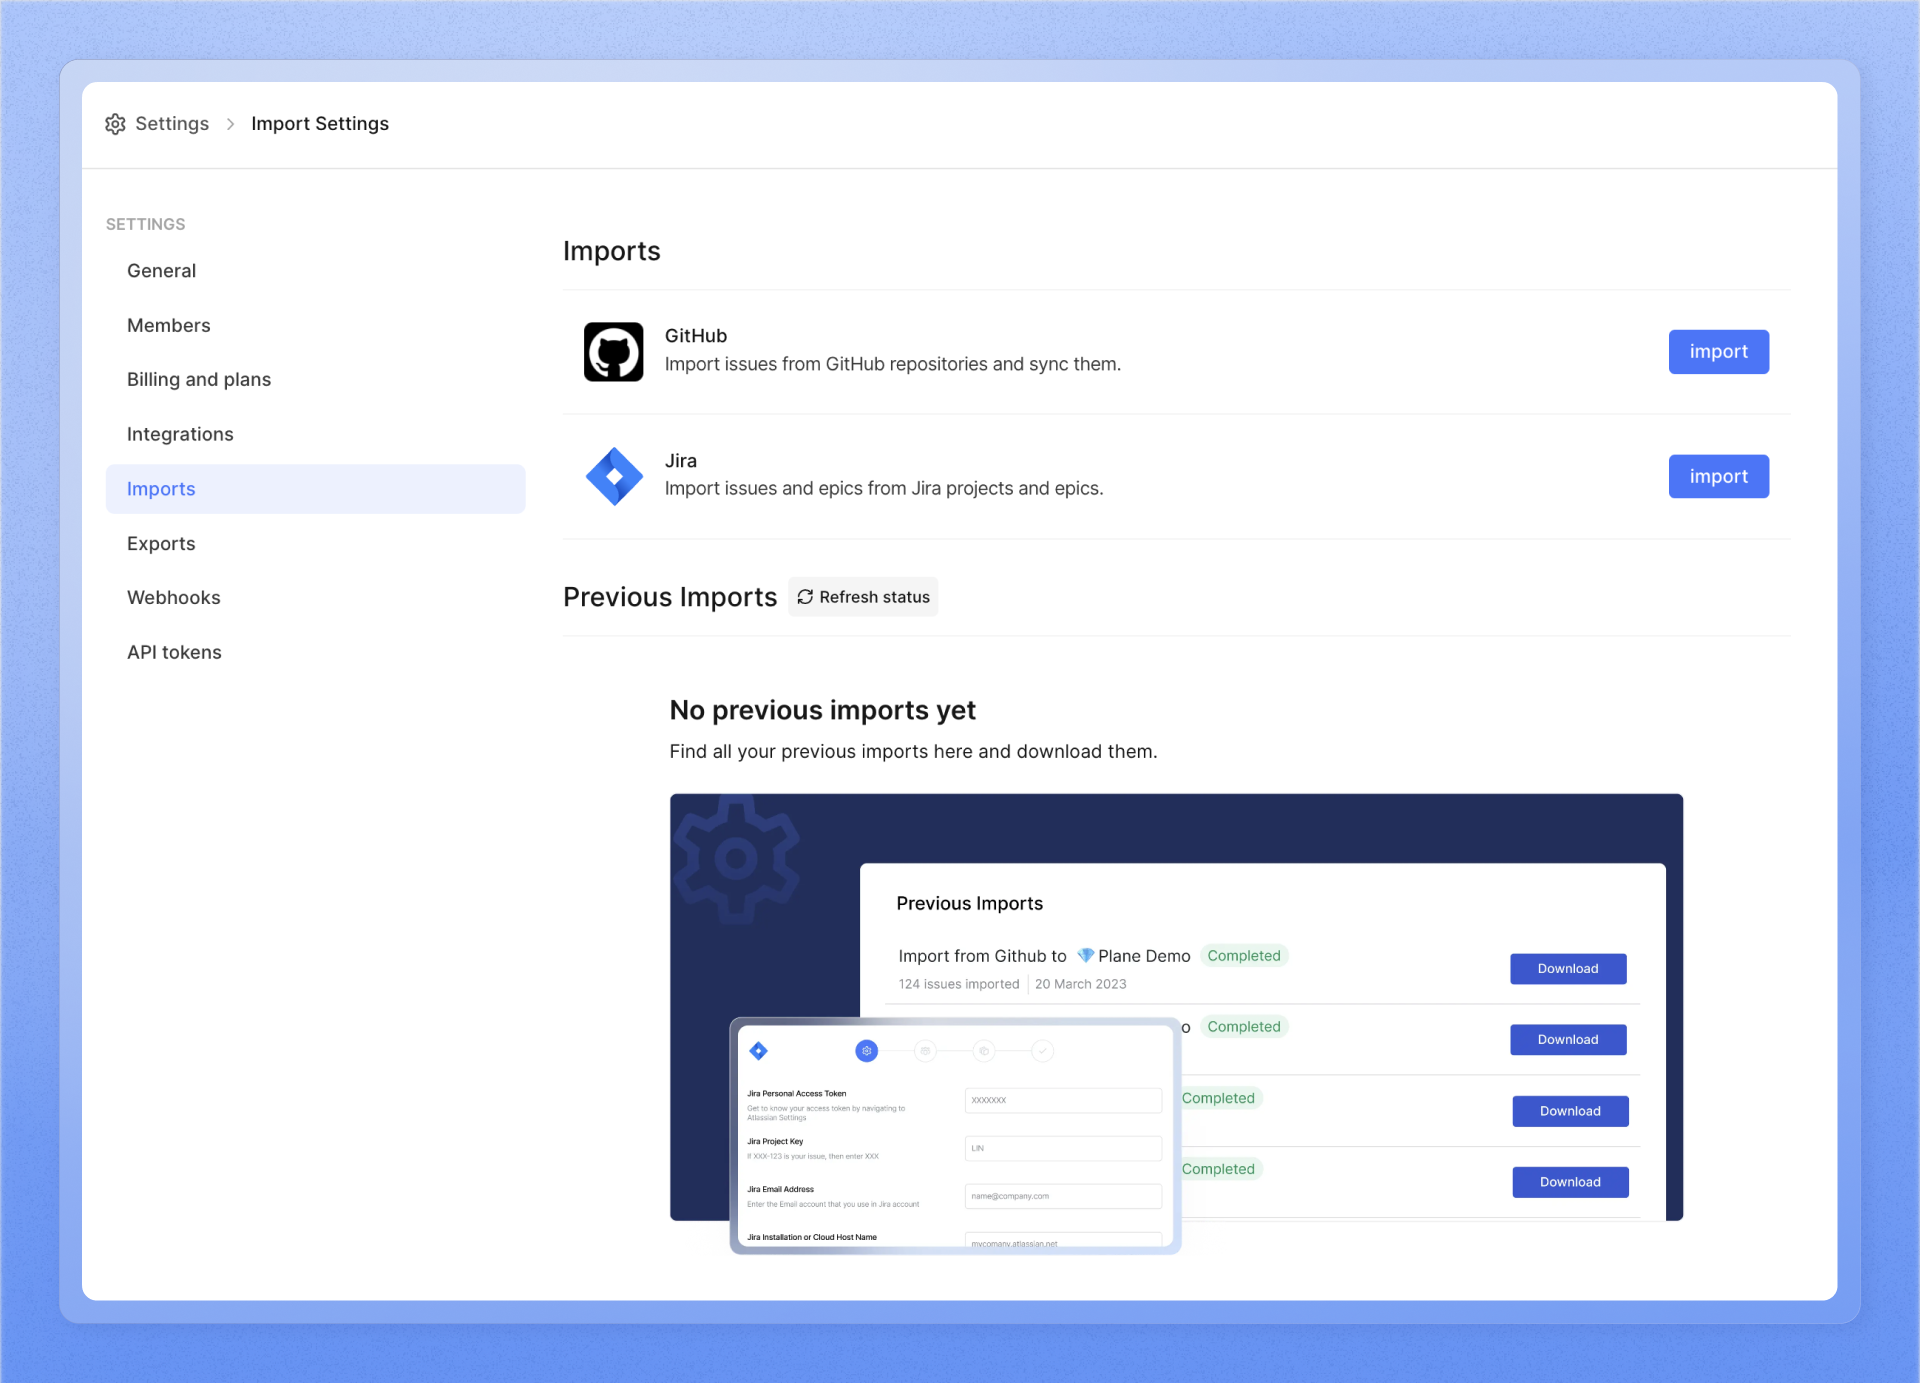 Settings
Import Settings
SETTINGS
General
Members
Billing and plans
Integrations
Imports
Exports
Webhooks
API tokens
Imports
GitHub
Import issues from GitHub repositories and sync them.
import
Jira
Import issues and epics from Jira projects and epics.
import
Previous Imports
Refresh status
No previous imports yet
Find all your previous imports here and download them.
Previous Imports
Import from Github to Plane Demo
Completed
124 issues imported
20 March 2023
Download
o
Completed
Download
Completed
Download
Completed
Download
Jira Personal Access Token
Get to know your access token by navigating to
Atlassian Settings
XXXXXXX
Jira Project Key
If XXX-123 is your issue, then enter XXX
LIN
Jira Email Address
Enter the Email account that you use in Jira account
name@company.com
Jira Installation or Cloud Host Name
mycomany.atlassian.net